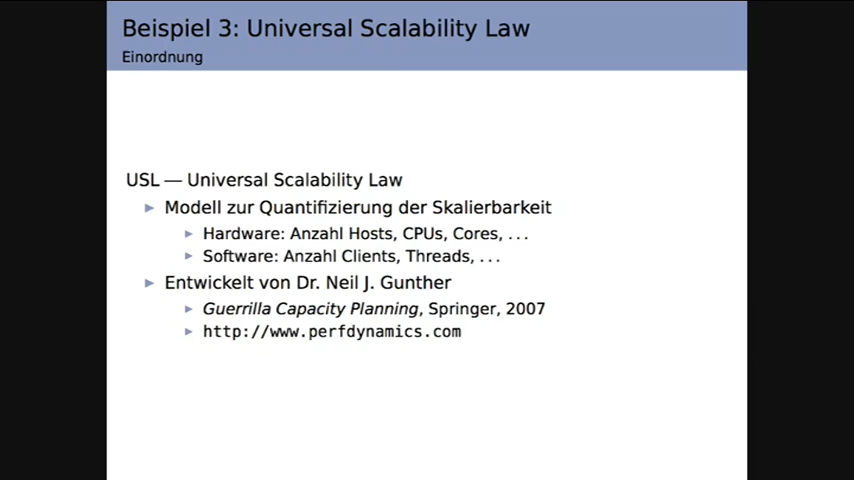 Beispiel 3: Universal Scalability Law
Einordnung
USL — Universal Scalability Law
Modell zur Quantifizierung der Skalierbarkeit
Hardware: Anzahl Hosts, CPUs, Cores, ...
Software: Anzahl Clients, Threads, ...
Entwickelt von Dr. Neil J. Gunther
Guerrilla Capacity Planning, Springer, 2007
http://www.perfdynamics.com